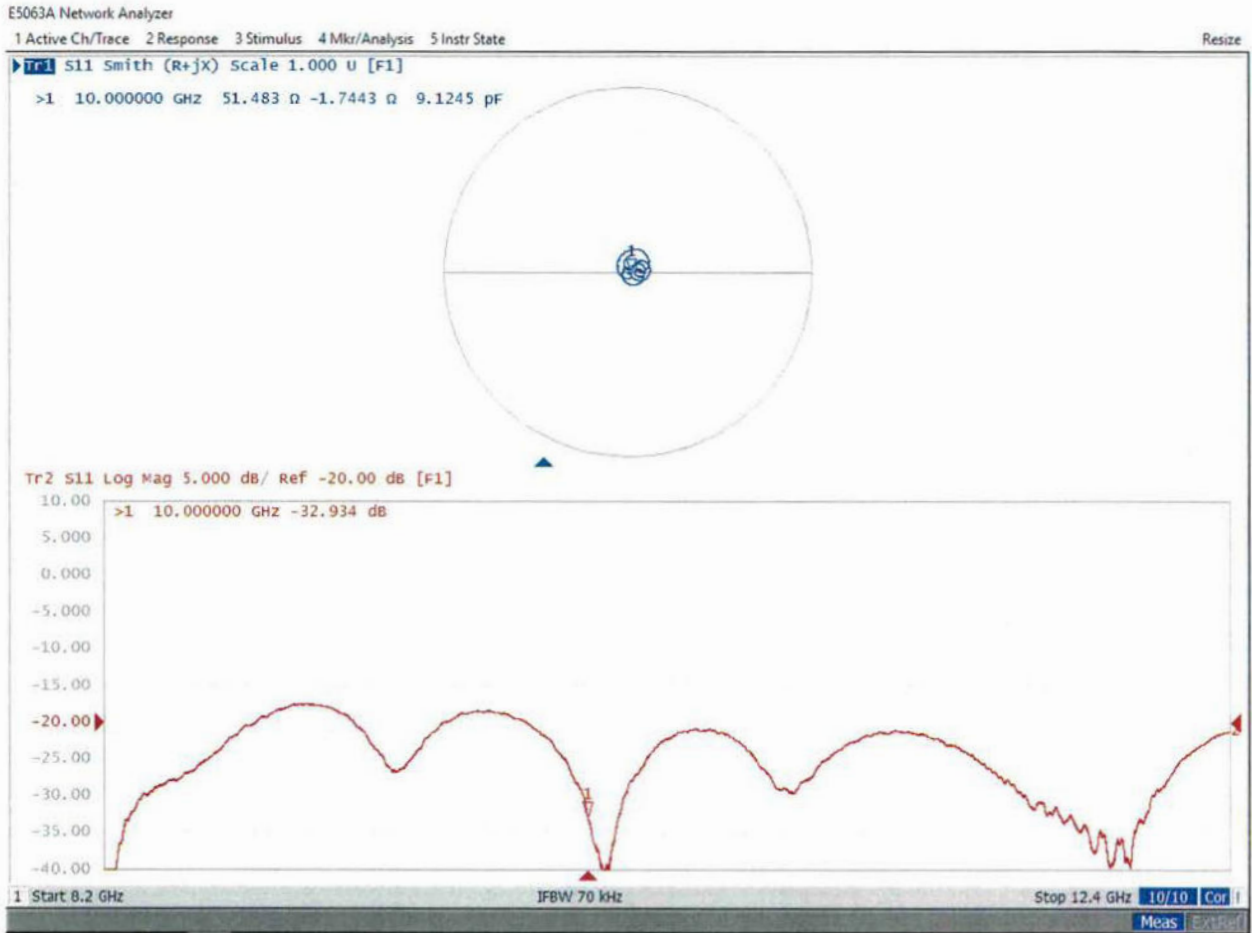 E5063A Network Analyzer
1 Active Ch/Trace 2 Response 3 Stimulus 4 Mkr/Analysis 5 Instr State Resize
Tr1 S11 Smith (R+jX) Scale 1.000 U [F1]
>1 10.000000 GHz 51.483 Ω -1.7443 Ω 9.1245 pF
1
Tr2 S11 Log Mag 5.000 dB/ Ref -20.00 dB [F1]
10.00
>1 10.000000 GHz -32.934 dB
5.000
0.000
-5.000
-10.00
-15.00
-20.00
-25.00
-30.00
1
-35.00
-40.00
1 Start 8.2 GHz IFBW 70 kHz Stop 12.4 GHz 10/10 Cor !
Meas ExtRef